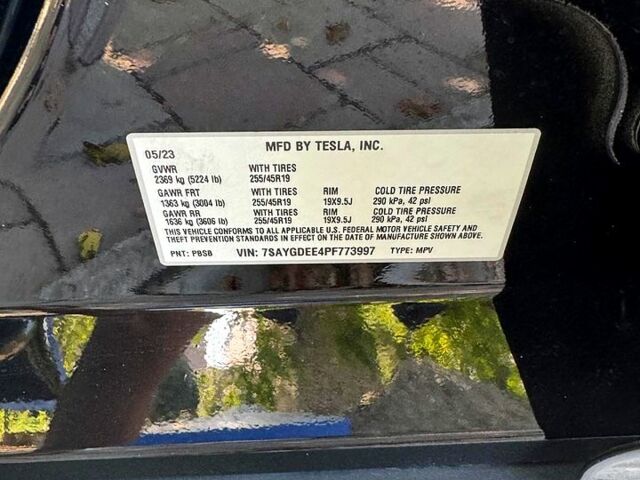 MFD BY TESLA, INC.
05/23
GVWR WITH TIRES
2369 kg (5224 lb) 255/45R19
GAWR FRT WITH TIRES RIM COLD TIRE PRESSURE
1363 kg (3004 lb) 255/45R19 19X9.5J 290 kPa, 42 psi
GAWR RR WITH TIRES RIM COLD TIRE PRESSURE
1636 kg (3606 lb) 255/45R19 19X9.5J 290 kPa, 42 psi
THIS VEHICLE CONFORMS TO ALL APPLICABLE U.S. FEDERAL MOTOR VEHICLE SAFETY AND
THEFT PREVENTION STANDARDS IN EFFECT ON THE DATE OF MANUFACTURE SHOWN ABOVE.
PNT: PBSB VIN: 7SAYGDEE4PF773997 TYPE: MPV